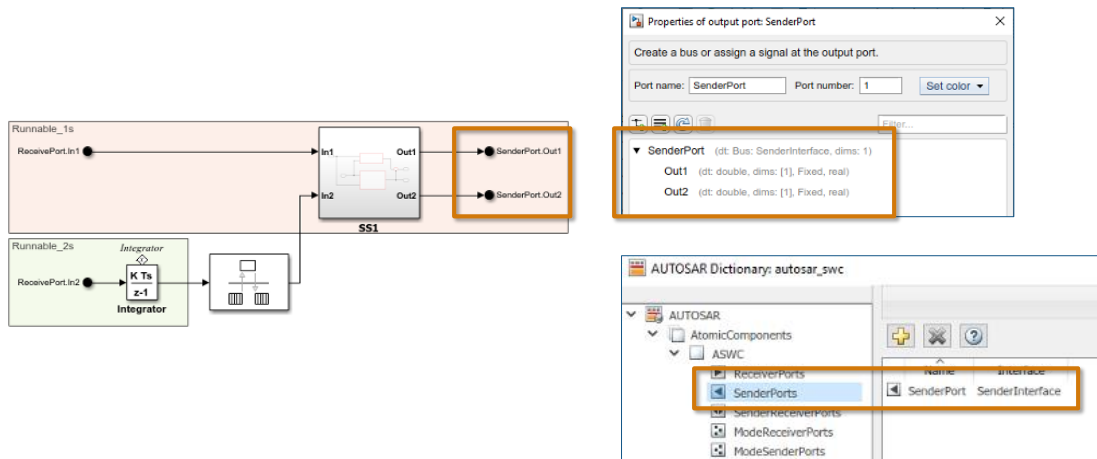 Runnable_1s
ReceivePort.In1
In1
In2
Out1
Out2
SS1
SenderPort.Out1
SenderPort.Out2
Runnable_2s
ReceivePort.In2
Integrator
K Ts
z-1
Integrator
Properties of output port: SenderPort
Create a bus or assign a signal at the output port.
Port name: SenderPort Port number: 1 Set color
Filter...
SenderPort (dt: Bus: SenderInterface, dims: 1)
Out1 (dt: double, dims: [1], Fixed, real)
Out2 (dt: double, dims: [1], Fixed, real)
AUTOSAR Dictionary: autosar_swc
AUTOSAR
AtomicComponents
ASWC
ReceiverPorts
SenderPorts
SenderReceiverPorts
ModeReceiverPorts
ModeSenderPorts
Name Interface
SenderPort SenderInterface